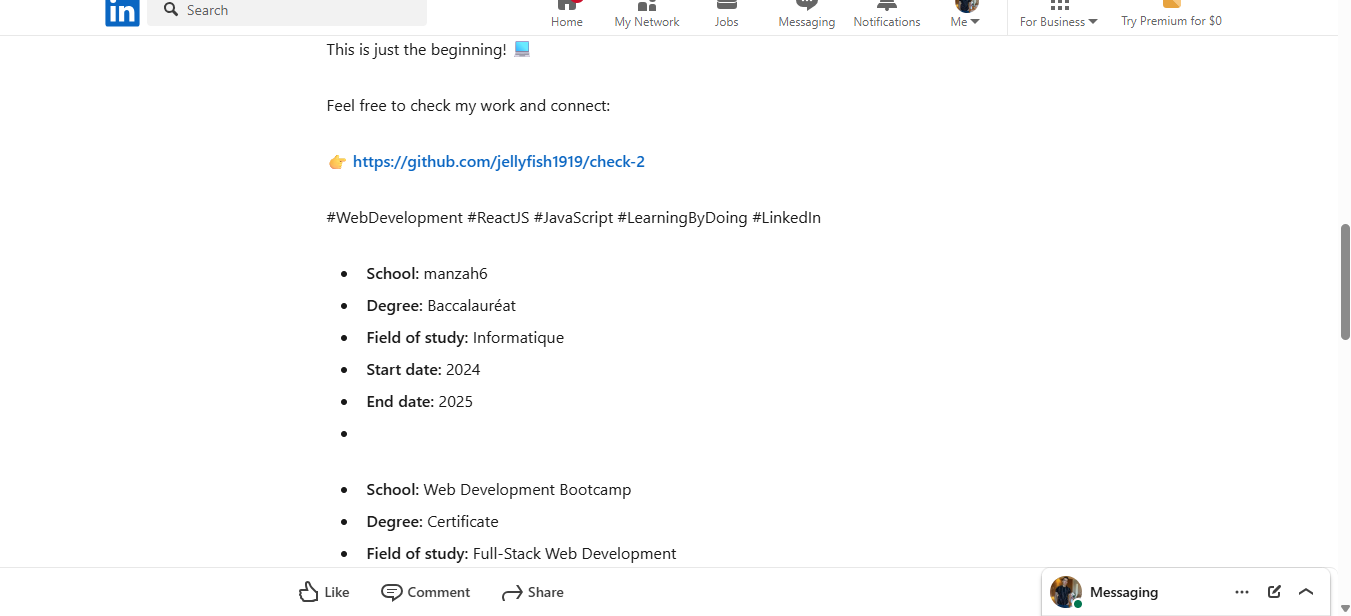 in
Search
Home
My Network
Jobs
Messaging
Notifications
Me
For Business
Try Premium for $0
This is just the beginning!
Feel free to check my work and connect:
https://github.com/jellyfish1919/check-2
#WebDevelopment #ReactJS #JavaScript #LearningByDoing #LinkedIn
School: manzah6
Degree: Baccalauréat
Field of study: Informatique
Start date: 2024
End date: 2025
School: Web Development Bootcamp
Degree: Certificate
Field of study: Full-Stack Web Development
Like
Comment
Share
Messaging